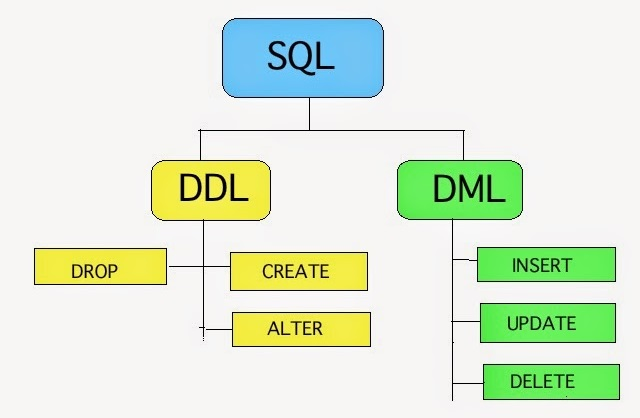 SQL
DDL
DML
DROP
CREATE
ALTER
INSERT
UPDATE
DELETE